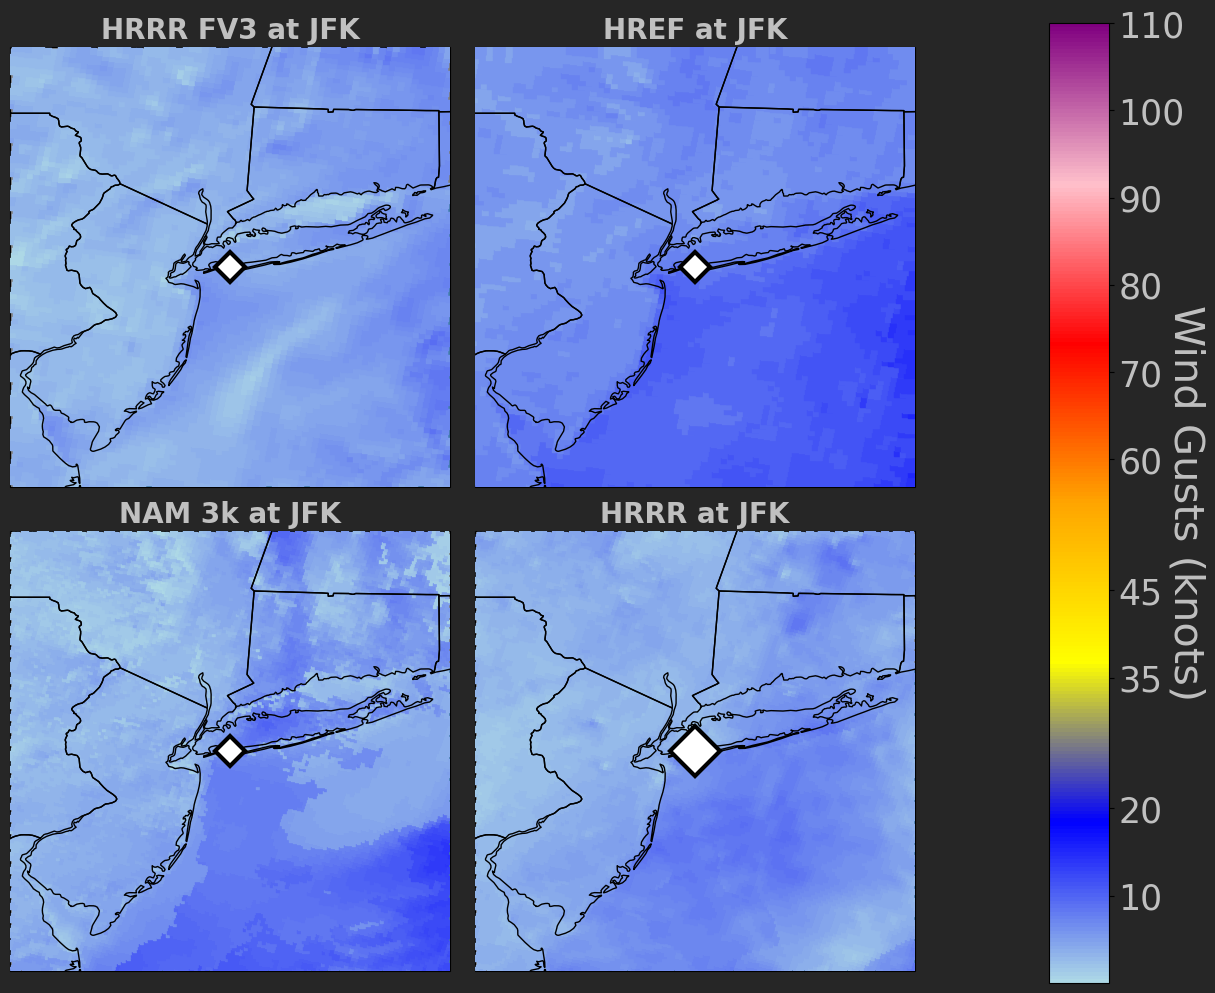 HRRR FV3 at JFK
HREF at JFK
NAM 3k at JFK
HRRR at JFK
110
100
90
80
70
60
45
35
20
10
Wind Gusts (knots)